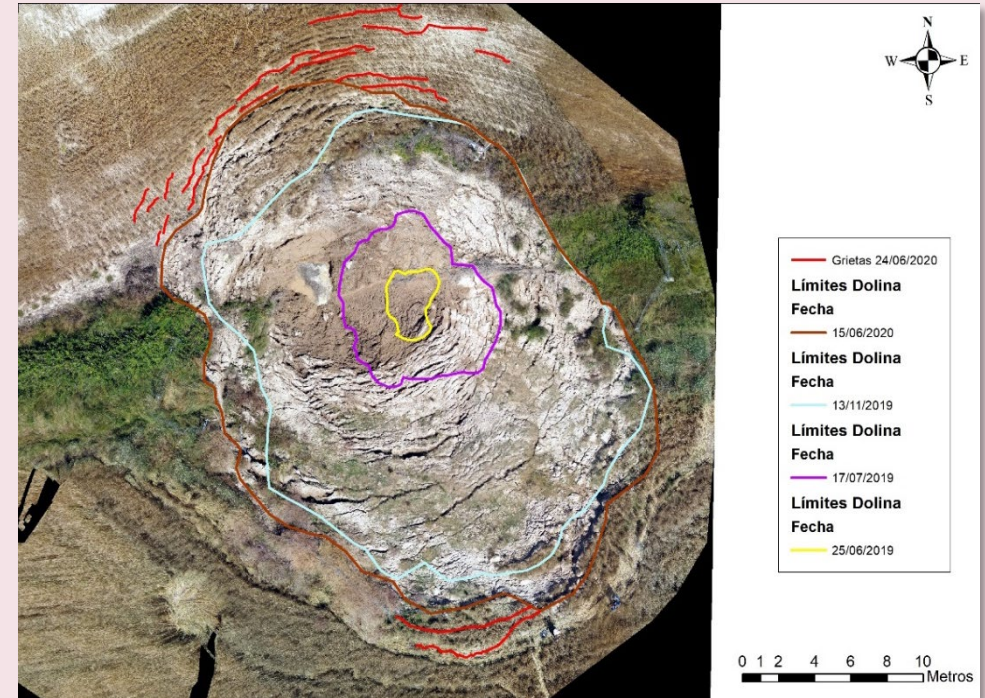 N
W E
S
Grietas 24/06/2020
Límites Dolina
Fecha
15/06/2020
Límites Dolina
Fecha
13/11/2019
Límites Dolina
Fecha
17/07/2019
Límites Dolina
Fecha
25/06/2019
0 1 2 4 6 8 10
Metros